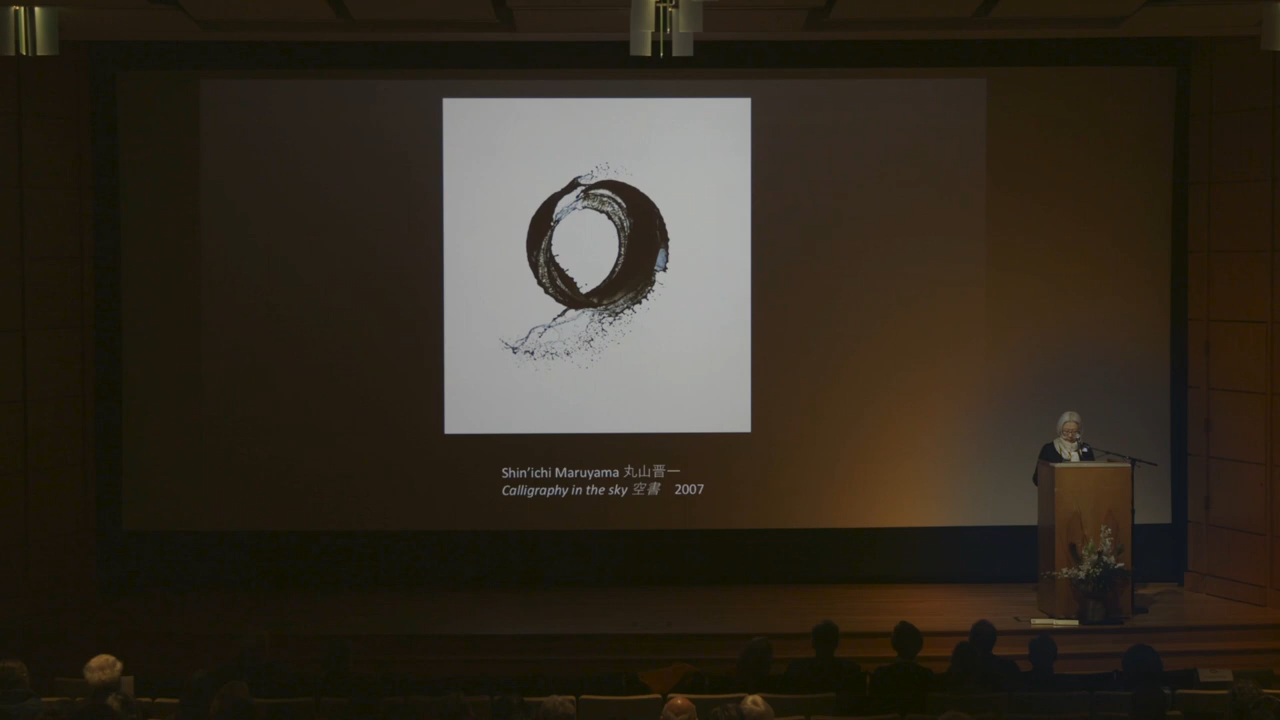 Shin'ichi Maruyama 丸山晋一
Calligraphy in the sky 空書 2007